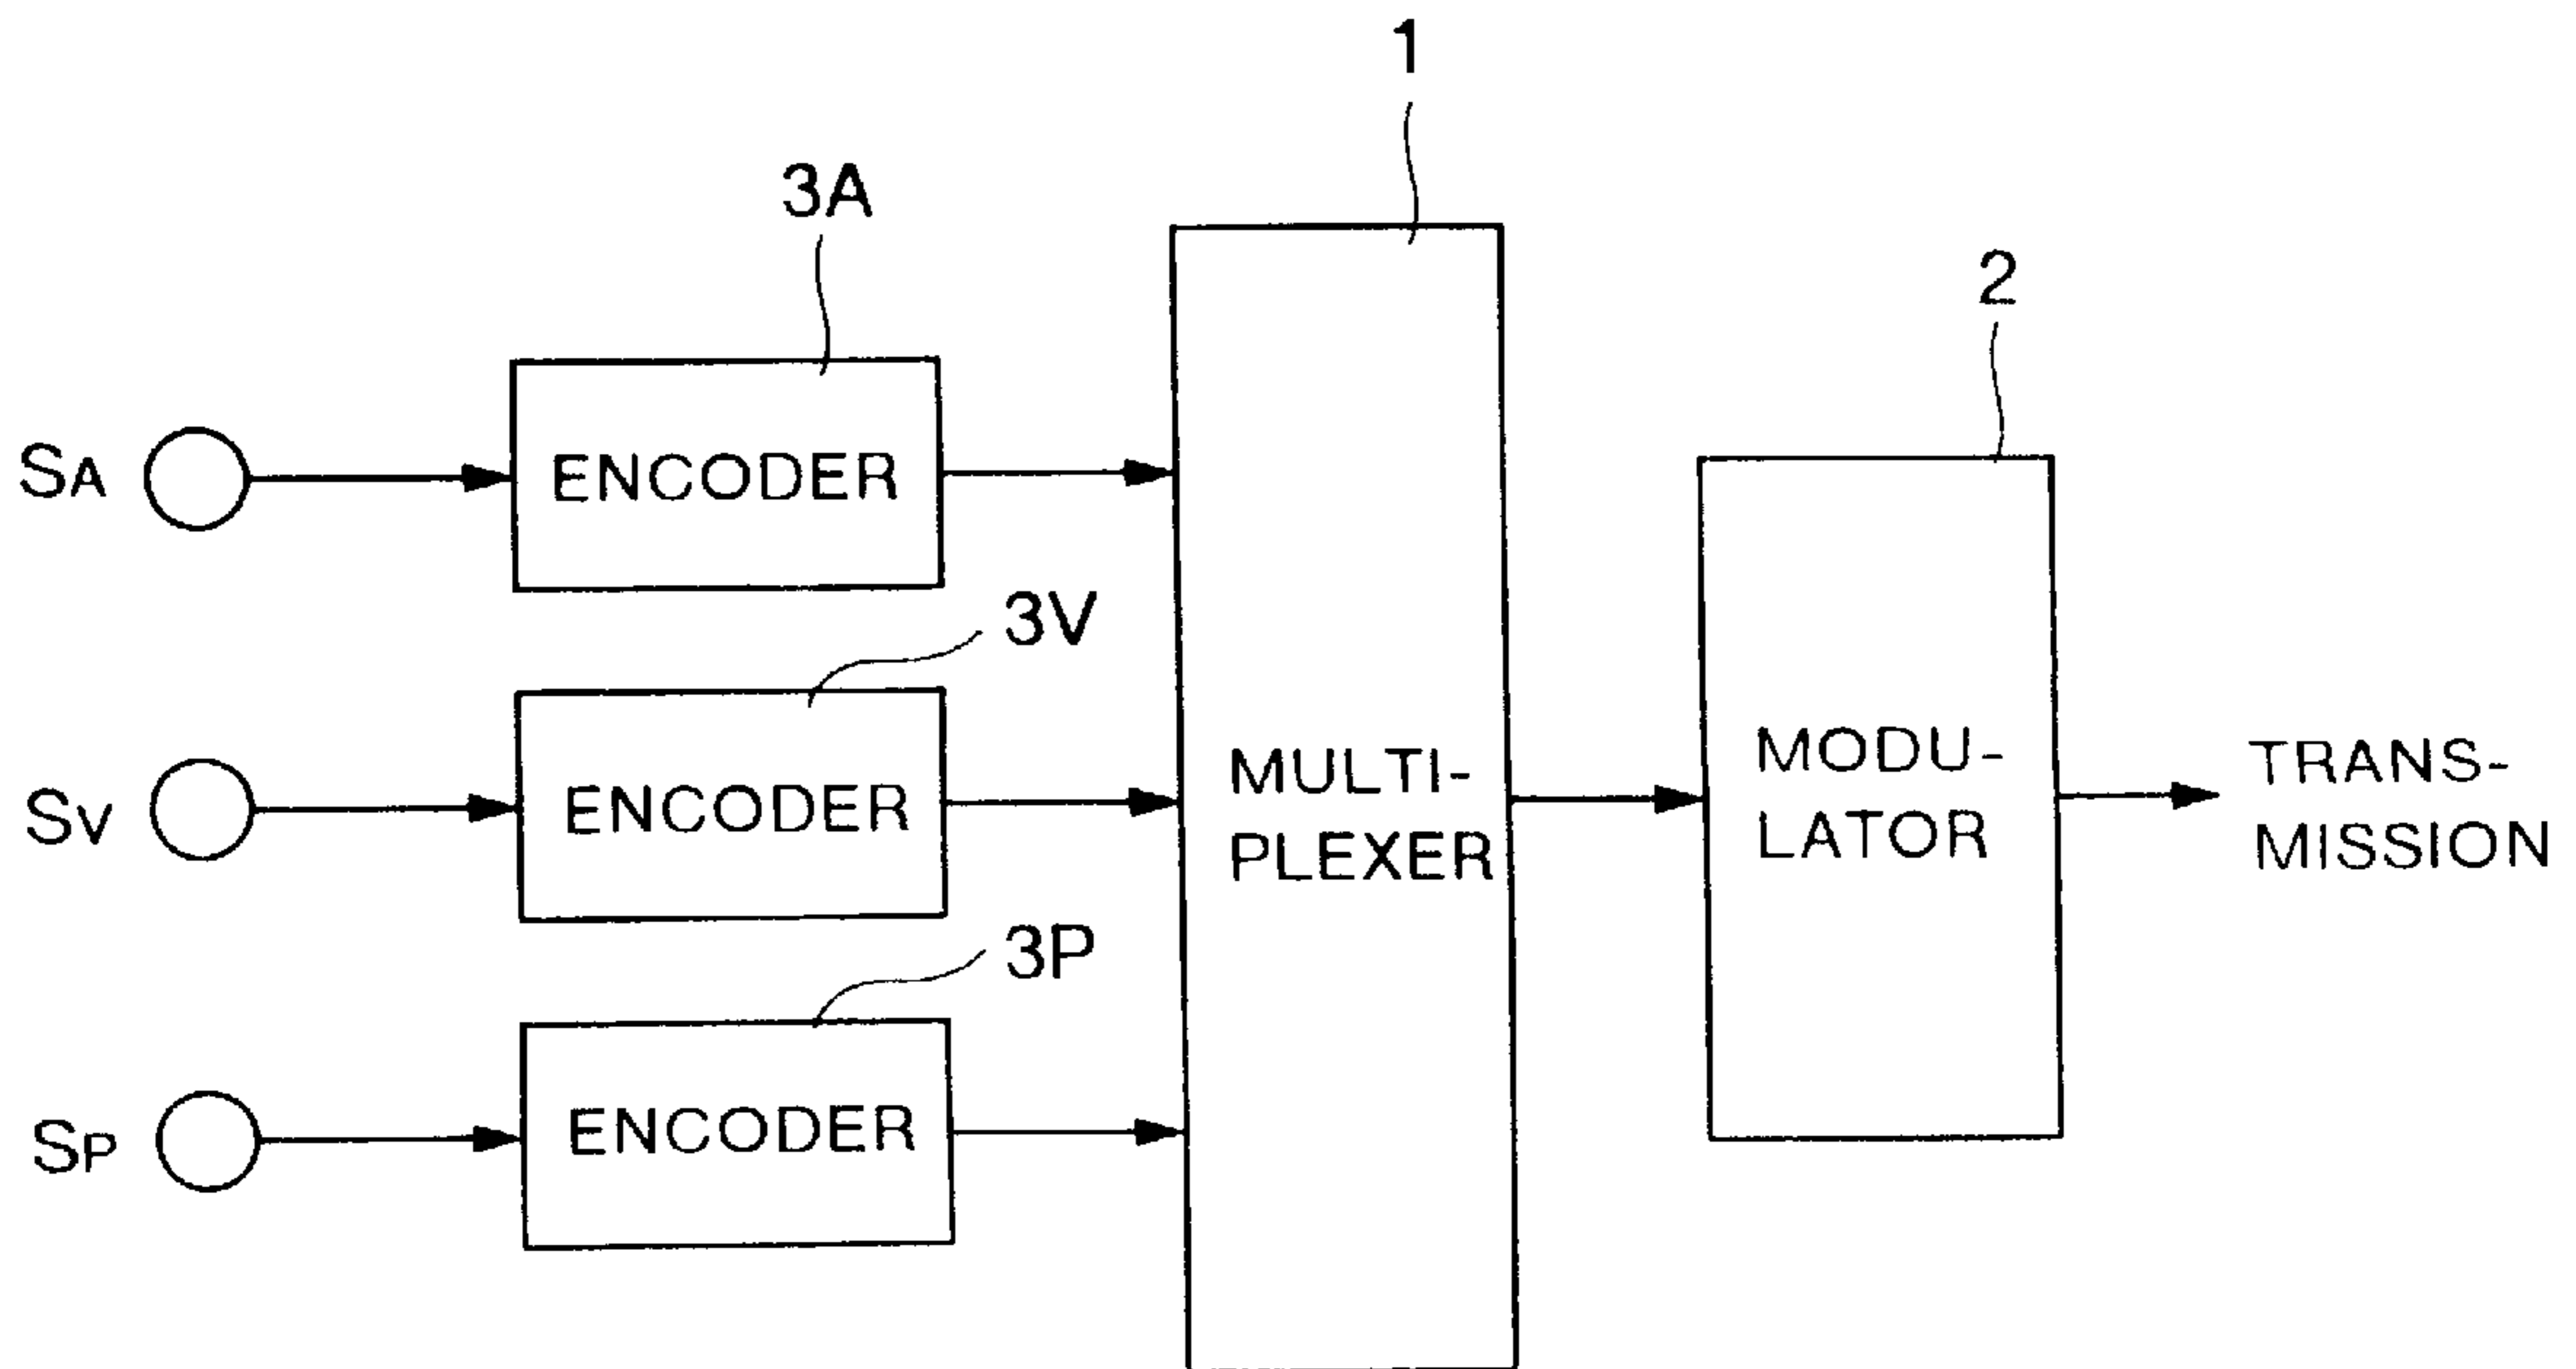 1
3A
2
SA
ENCODER
3V
SV
ENCODER
MULTI-
PLEXER
MODU-
LATOR
TRANS-
MISSION
3P
SP
ENCODER